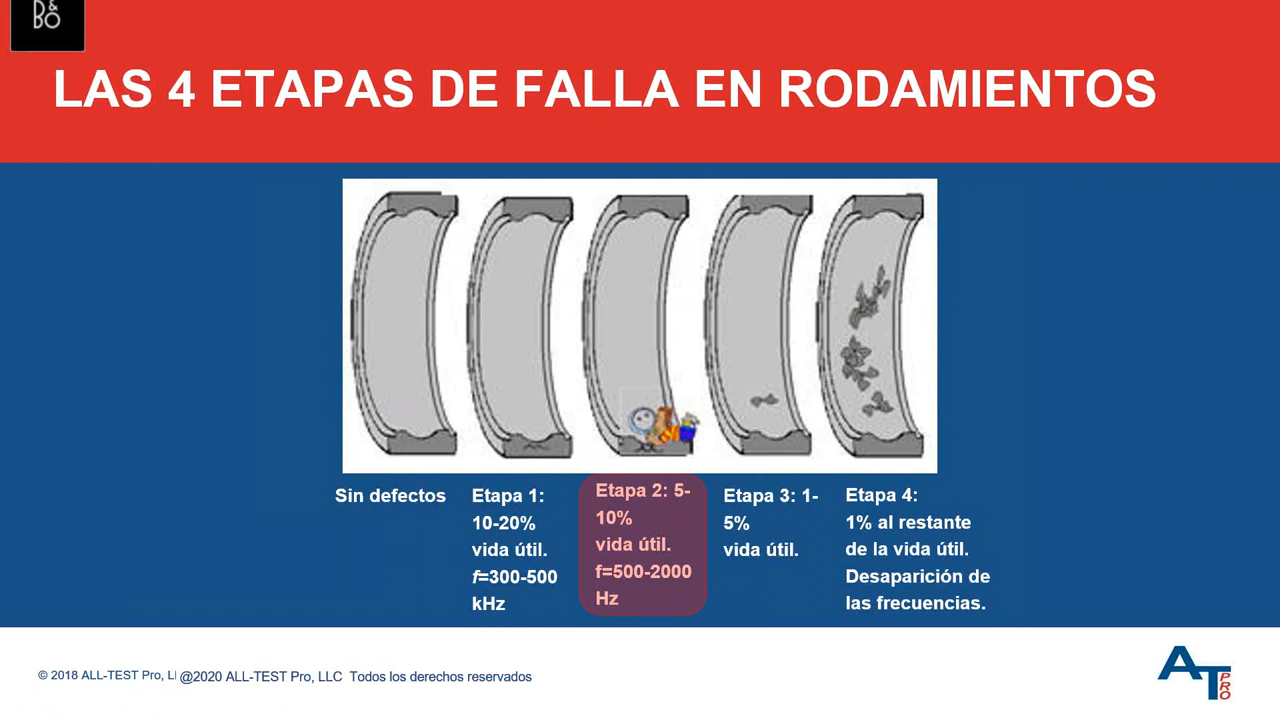 D&
BO
LAS 4 ETAPAS DE FALLA EN RODAMIENTOS
Sin defectos
Etapa 1:
10-20%
vida útil.
f=300-500
kHz
Etapa 2: 5-
10%
vida útil.
f=500-2000
Hz
Etapa 3: 1-
5%
vida útil.
Etapa 4:
1% al restante
de la vida útil.
Desaparición de
las frecuencias.
© 2018 ALL-TEST Pro, Ll @2020 ALL-TEST Pro, LLC Todos los derechos reservados
AT PRO